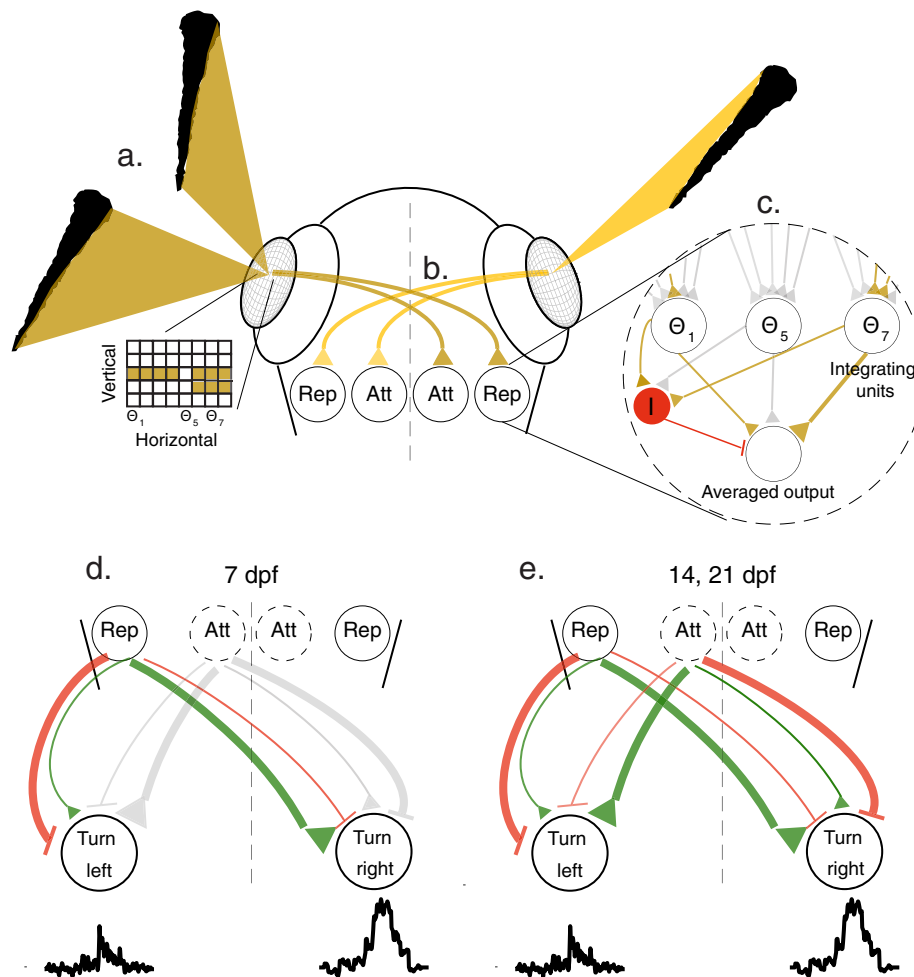 a.
b.
c.
Vertical
Θ1 Θ5 Θ7
Horizontal
Rep Att Att Rep
Θ1 Θ5 Θ7
Integrating
units
I
Averaged output
d. 7 dpf
Rep Att Att Rep
Turn
left
Turn
right
e. 14, 21 dpf
Rep Att Att Rep
Turn
left
Turn
right